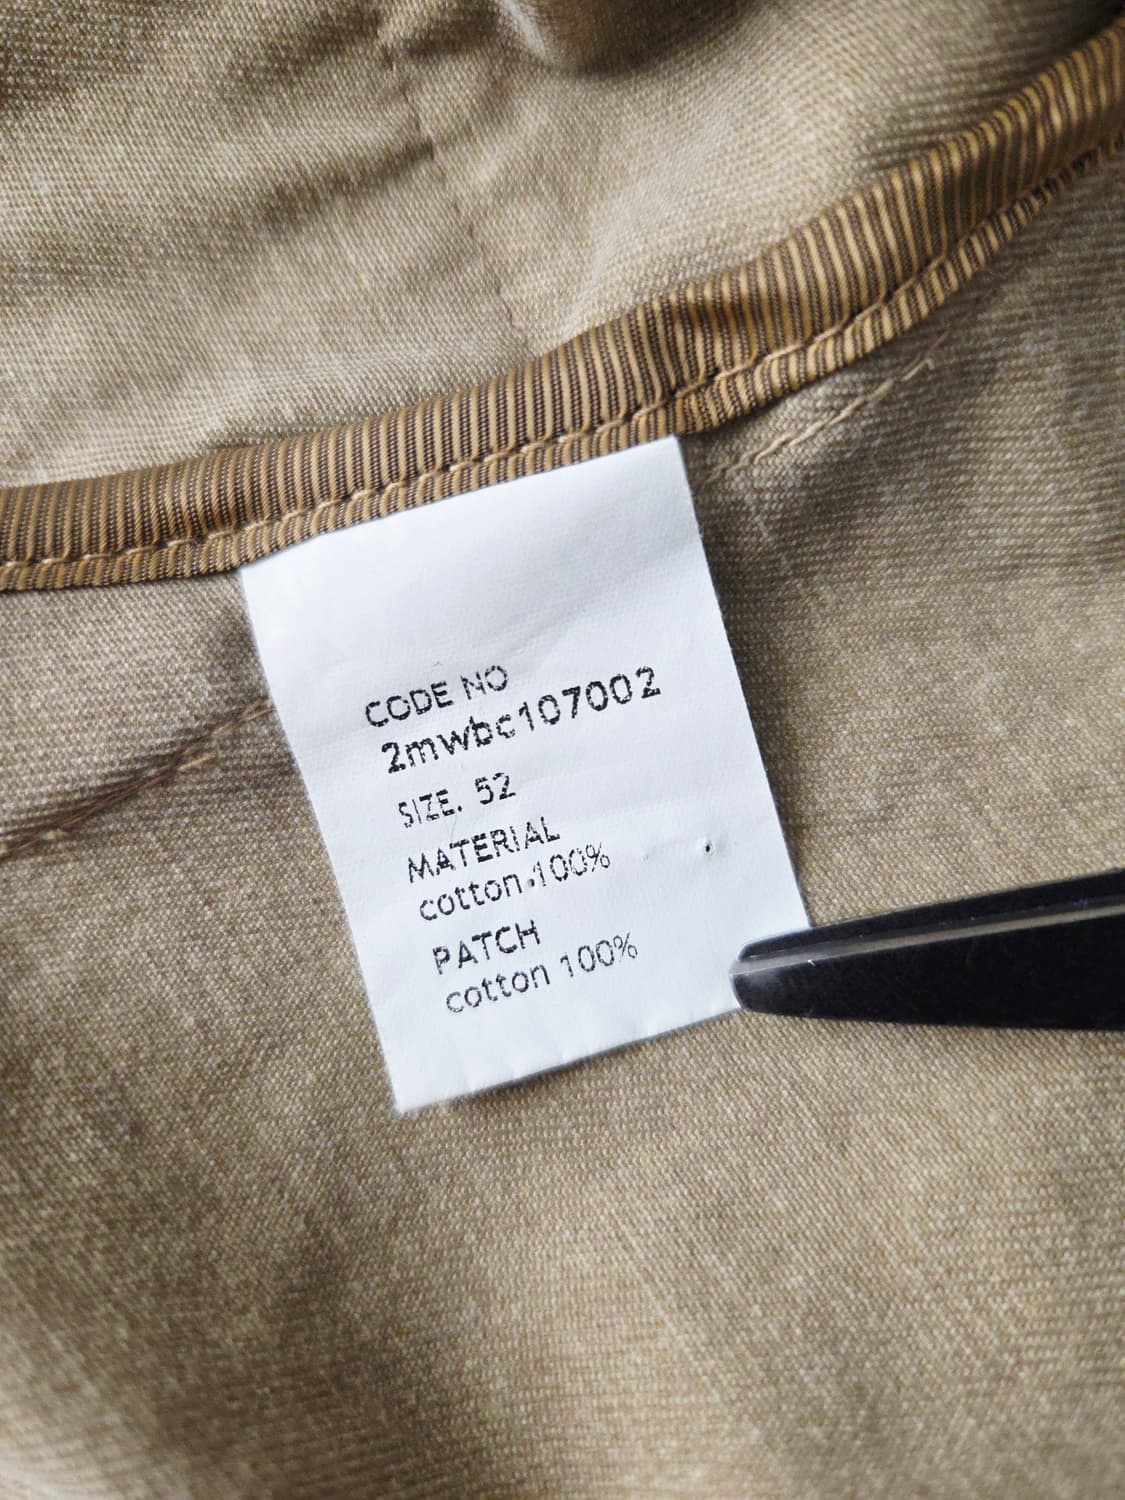 CODE NO
2mwbc107002
SIZE. 52
MATERIAL
cotton.100%
PATCH
cotton 100%